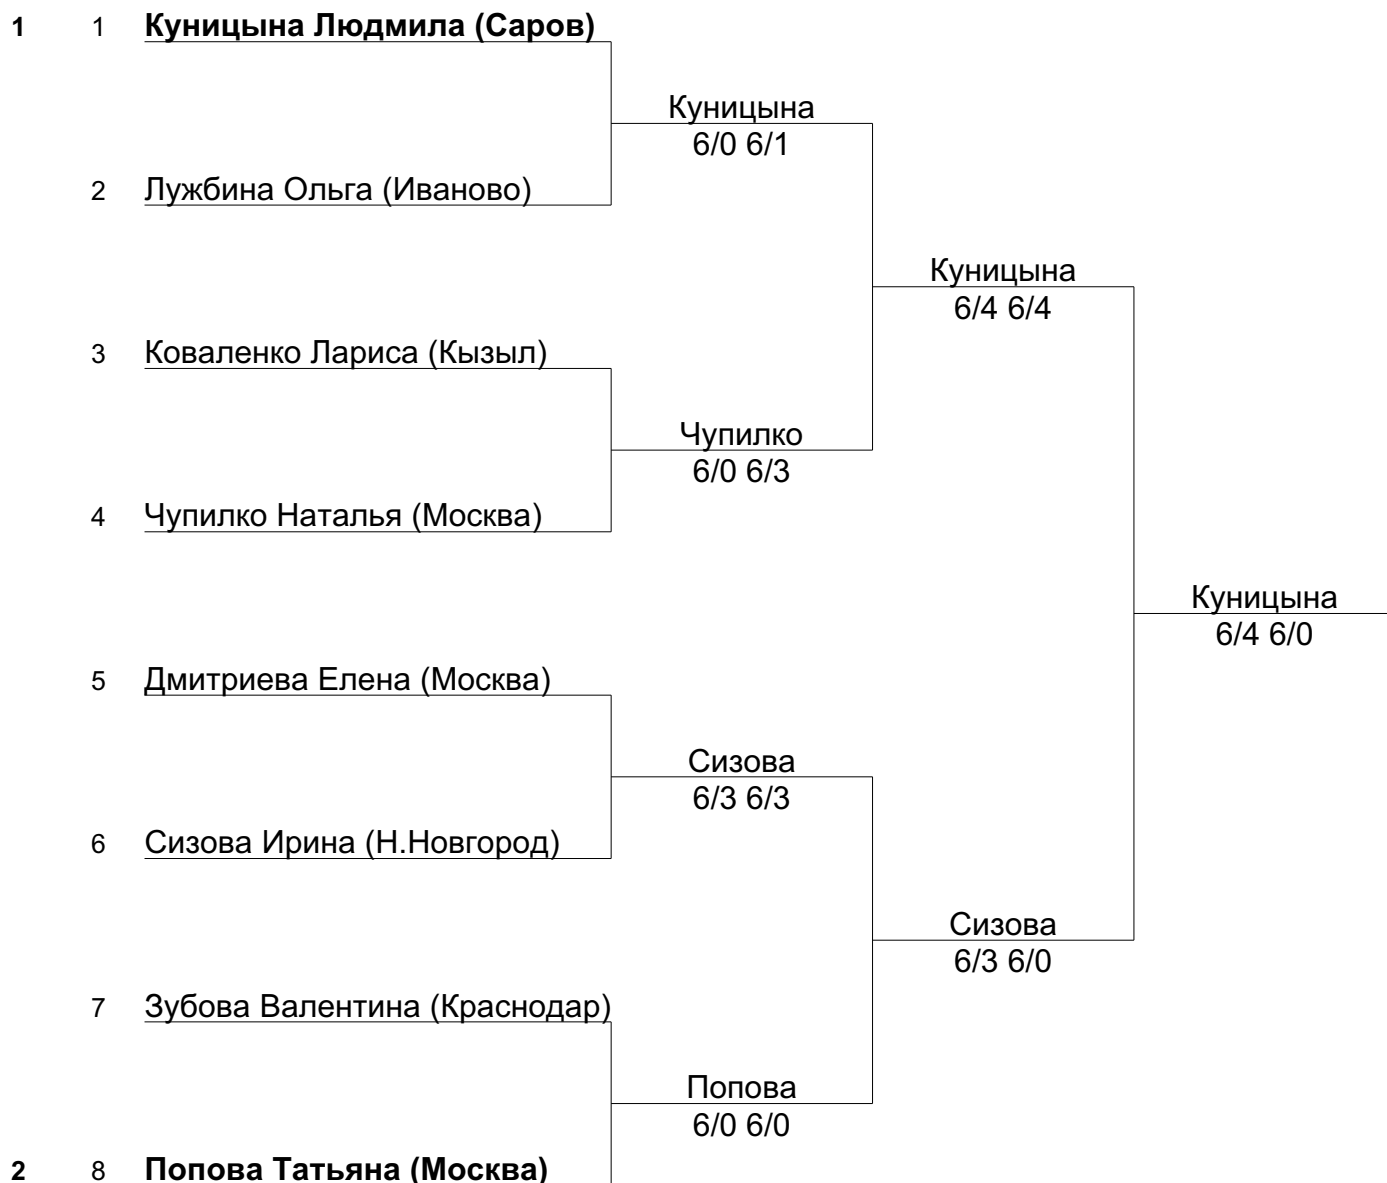 1 1 Куницына Людмила (Саров)
Куницына
6/0 6/1
2 Лужбина Ольга (Иваново)
Куницына
6/4 6/4
3 Коваленко Лариса (Кызыл)
Чупилко
6/0 6/3
4 Чупилко Наталья (Москва)
Куницына
6/4 6/0
5 Дмитриева Елена (Москва)
Сизова
6/3 6/3
6 Сизова Ирина (Н.Новгород)
Сизова
6/3 6/0
7 Зубова Валентина (Краснодар)
Попова
6/0 6/0
2 8 Попова Татьяна (Москва)